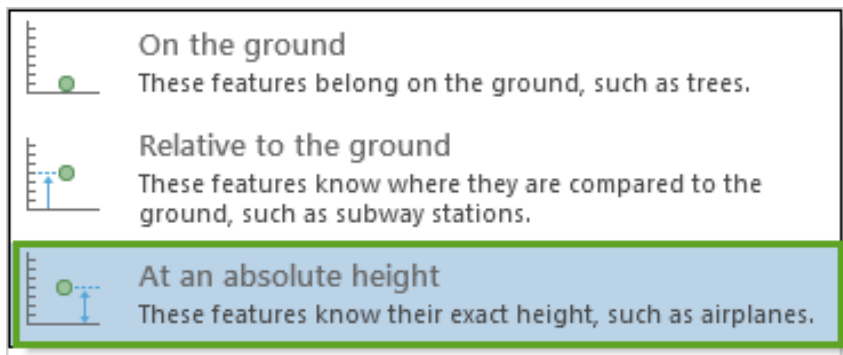 On the ground
These features belong on the ground, such as trees.
Relative to the ground
These features know where they are compared to the
ground, such as subway stations.
At an absolute height
These features know their exact height, such as airplanes.